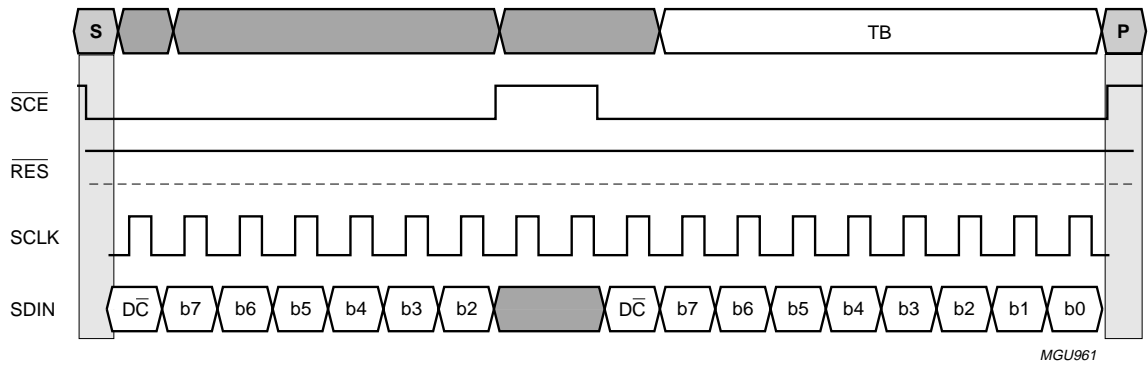 S TB P
SCE
RES
SCLK
SDIN DC b7 b6 b5 b4 b3 b2 DC b7 b6 b5 b4 b3 b2 b1 b0
MGU961